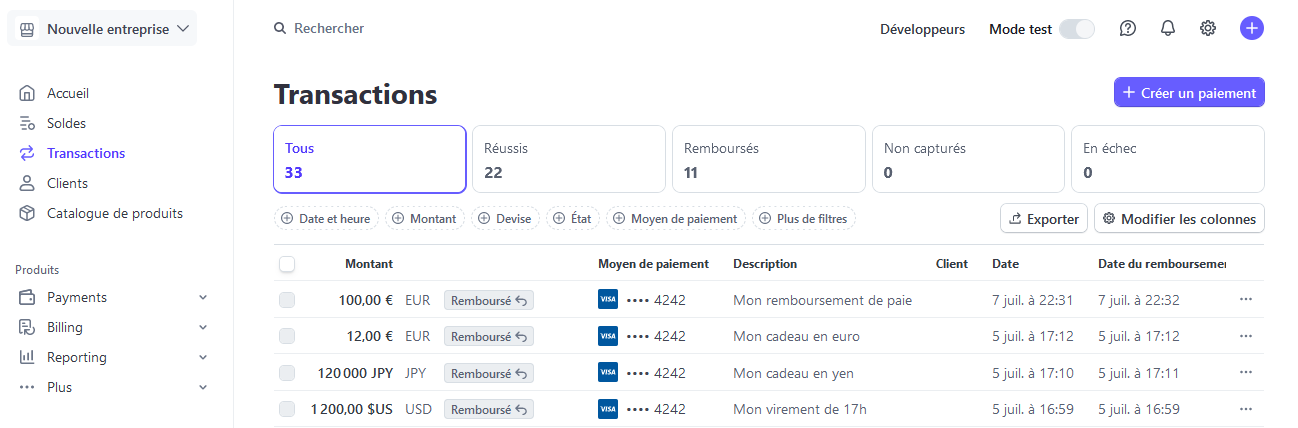 Nouvelle entreprise
Rechercher
Développeurs
Mode test
Accueil
Soldes
Transactions
Clients
Catalogue de produits
Produits
Payments
Billing
Reporting
Plus
Transactions
Créer un paiement
Tous
33
Réussis
22
Remboursés
11
Non capturés
0
En échec
0
Date et heure
Montant
Devise
État
Moyen de paiement
Plus de filtres
Exporter
Modifier les colonnes
Montant Moyen de paiement Description Client Date Date du remboursemen
100,00 € EUR Remboursé VISA •••• 4242 Mon remboursement de paie 7 juil. à 22:31 7 juil. à 22:32
12,00 € EUR Remboursé VISA •••• 4242 Mon cadeau en euro 5 juil. à 17:12 5 juil. à 17:12
120 000 JPY JPY Remboursé VISA •••• 4242 Mon cadeau en yen 5 juil. à 17:10 5 juil. à 17:11
1 200,00 $US USD Remboursé VISA •••• 4242 Mon virement de 17h 5 juil. à 16:59 5 juil. à 16:59